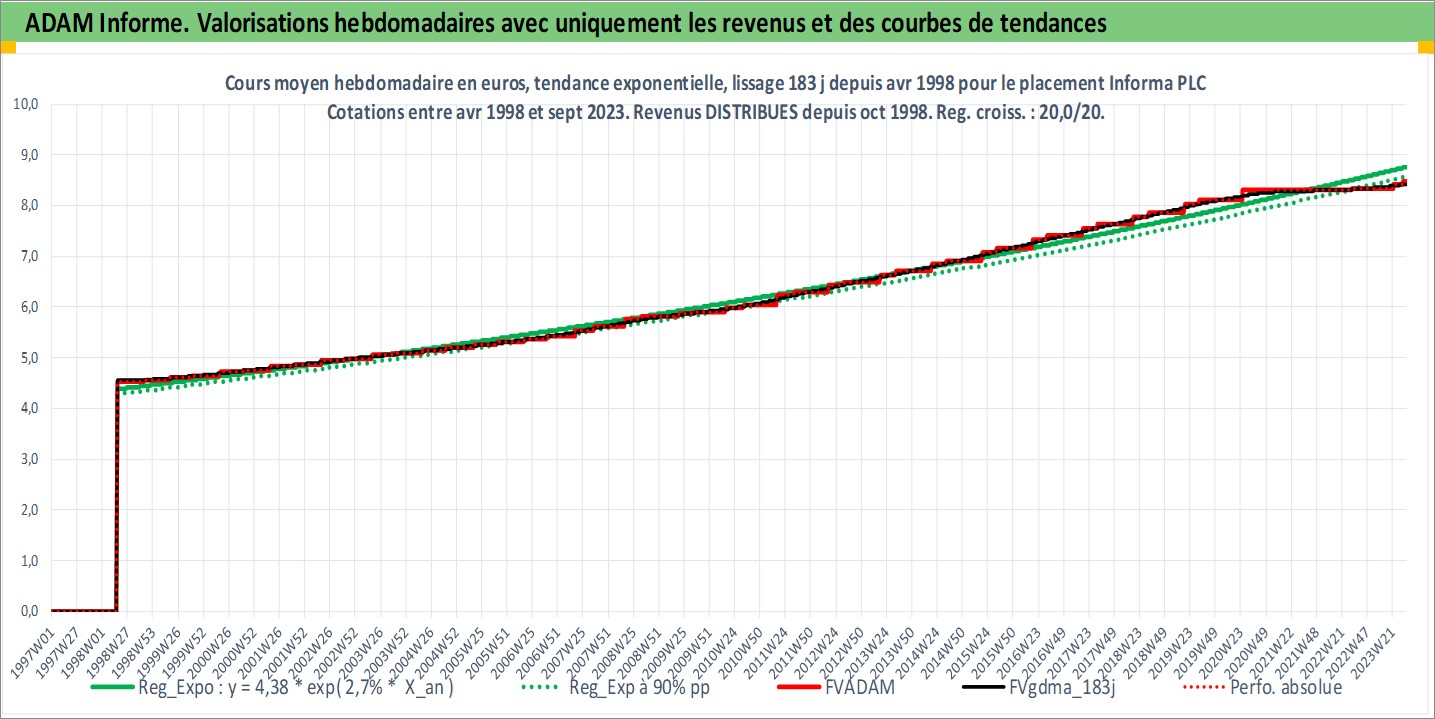 ADAM Informe. Valorisations hebdomadaires avec uniquement les revenus et des courbes de tendances
Cours moyen hebdomadaire en euros, tendance exponentielle, lissage 183 j depuis avr 1998 pour le placement Informa PLC
Cotations entre avr 1998 et sept 2023. Revenus DISTRIBUES depuis oct 1998. Reg. croiss. : 20,0/20.
10,0
9,0
8,0
7,0
6,0
5,0
4,0
3,0
2,0
1,0
0,0
1997W01 1997W27 1998W01 1998W27 1998W53 1999W26 1999W52 2000W26 2000W52 2001W26 2001W52 2002W26 2002W52 2003W26 2003W52 2004W26 2004W52 2005W25 2005W51 2006W25 2006W51 2007W25 2007W51 2008W25 2008W51 2009W25 2009W51 2010W24 2010W50 2011W24 2011W50 2012W24 2012W50 2013W24 2013W50 2014W24 2014W50 2015W24 2015W50 2016W23 2016W49 2017W23 2017W49 2018W23 2018W49 2019W23 2019W49 2020W23 2020W49 2021W22 2021W48 2022W21 2022W47 2023W21
Reg_Expo : y = 4,38 * exp( 2,7% * X_an ) Reg_Exp à 90% pp FVADAM FVgdma_183j Perfo. absolue